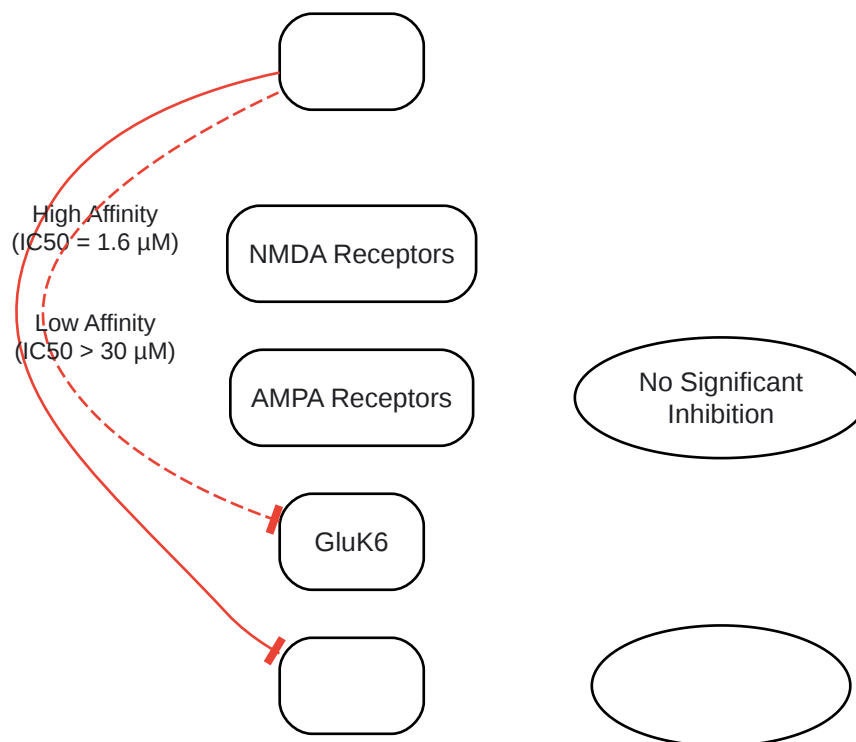 High Affinity
(IC50 = 1.6 µM)
NMDA Receptors
Low Affinity
(IC50 > 30 µM)
AMPA Receptors
No Significant
Inhibition
GluK6